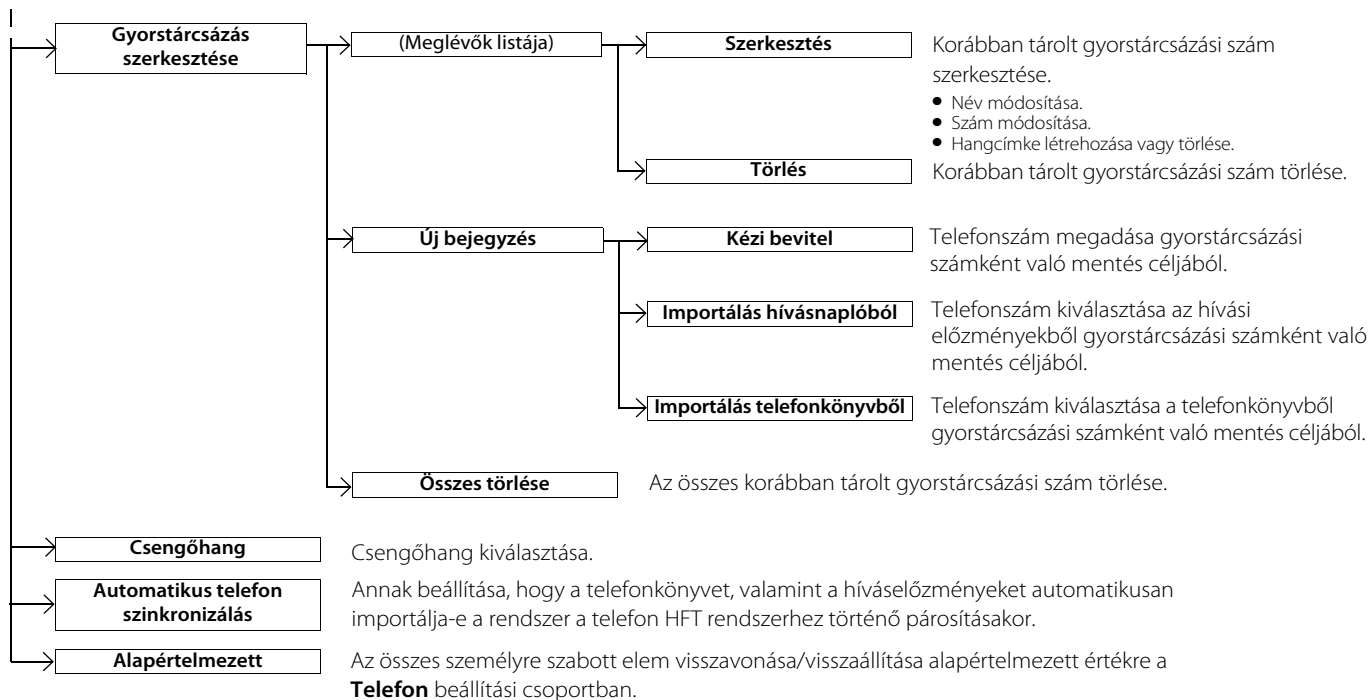 Gyorstárcsázás
szerkesztése
(Meglévők listája)
Szerkesztés
Korábban tárolt gyorstárcsázási szám
szerkesztése.
● Név módosítása.
● Szám módosítása.
● Hangcímke létrehozása vagy törlése.
Törlés
Korábban tárolt gyorstárcsázási szám törlése.
Új bejegyzés
Kézi bevitel
Telefonszám megadása gyorstárcsázási
számként való mentés céljából.
Importálás hívásnaplóból
Telefonszám kiválasztása az hívási
előzményekből gyorstárcsázási számként való
mentés céljából.
Importálás telefonkönyvből
Telefonszám kiválasztása a telefonkönyvből
gyorstárcsázási számként való mentés céljából.
Összes törlése
Az összes korábban tárolt gyorstárcsázási szám törlése.
Csengőhang
Csengőhang kiválasztása.
Automatikus telefon
szinkronizálás
Annak beállítása, hogy a telefonkönyvet, valamint a híváselőzményeket automatikusan
importálja-e a rendszer a telefon HFT rendszerhez történő párosításakor.
Alapértelmezett
Az összes személyre szabott elem visszavonása/visszaállítása alapértelmezett értékre a
Telefon beállítási csoportban.